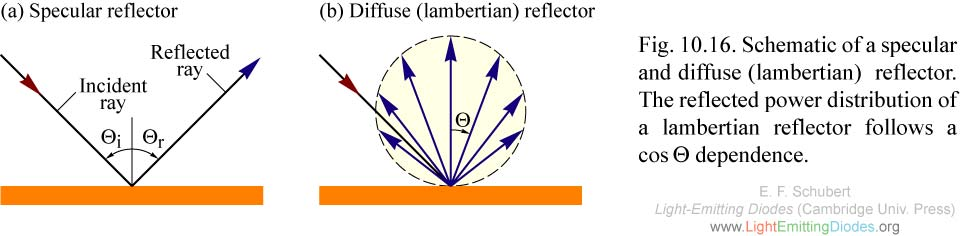 (a) Specular reflector
(b) Diffuse (lambertian) reflector
Reflected
ray
Incident
ray
Θi
Θr
Θ
Fig. 10.16. Schematic of a specular
and diffuse (lambertian) reflector.
The reflected power distribution of
a lambertian reflector follows a
cos Θ dependence.
E. F. Schubert
Light-Emitting Diodes (Cambridge Univ. Press)
www.LightEmittingDiodes.org